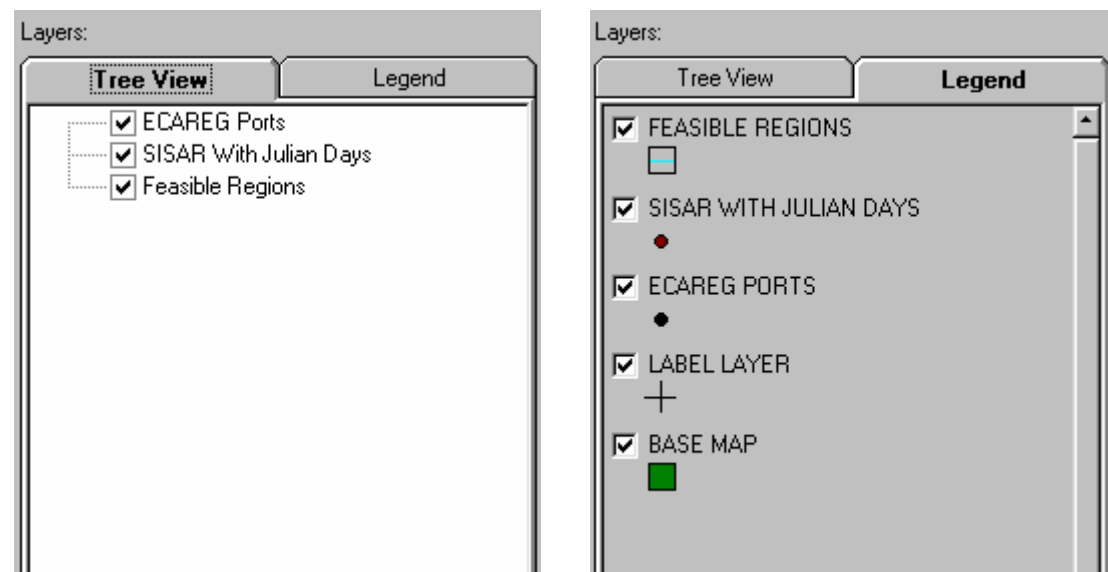 Layers:
Tree View
Legend
ECAREG Ports
SISAR With Julian Days
Feasible Regions
Layers:
Tree View
Legend
FEASIBLE REGIONS
SISAR WITH JULIAN DAYS
ECAREG PORTS
LABEL LAYER
BASE MAP